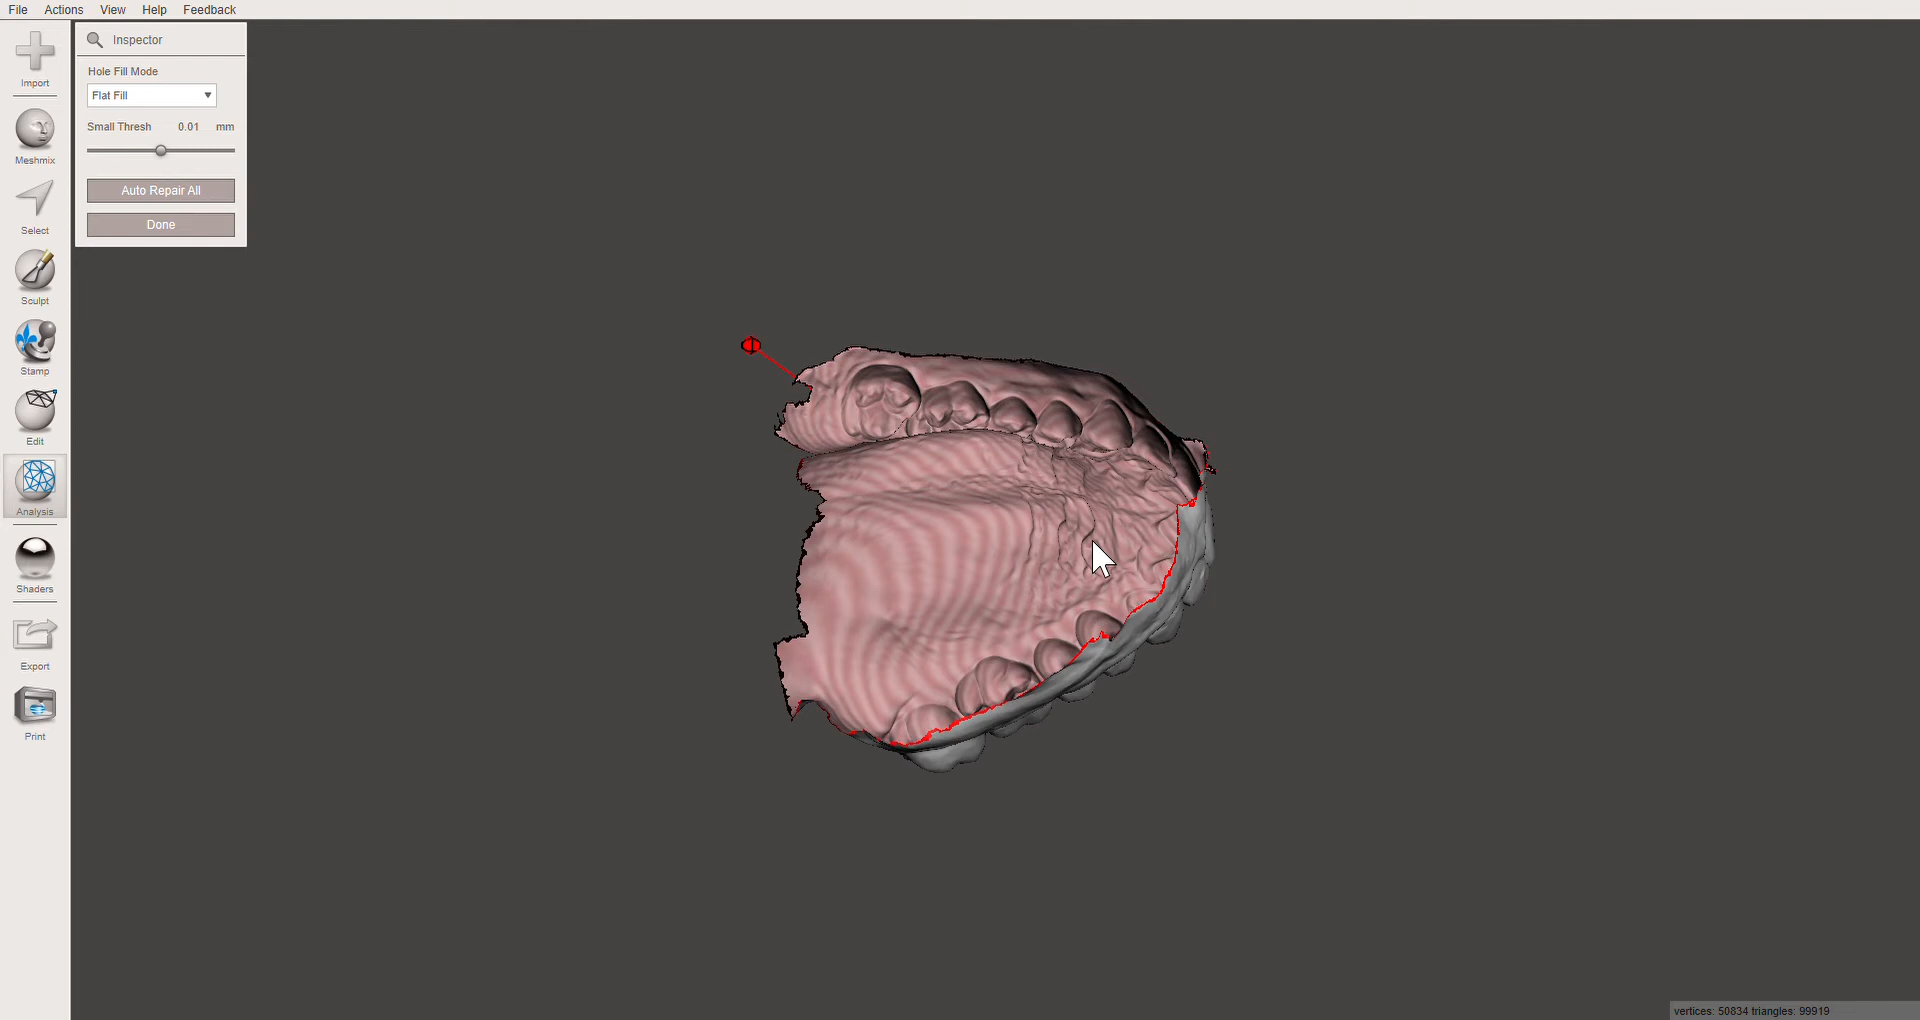 File Actions View Help Feedback
Import
Meshmix
Select
Sculpt
Stamp
Edit
Analysis
Shaders
Export
Print
Inspector
Hole Fill Mode
Flat Fill
Small Thresh 0.01 mm
Auto Repair All
Done
vertices: 50834 triangles: 99919